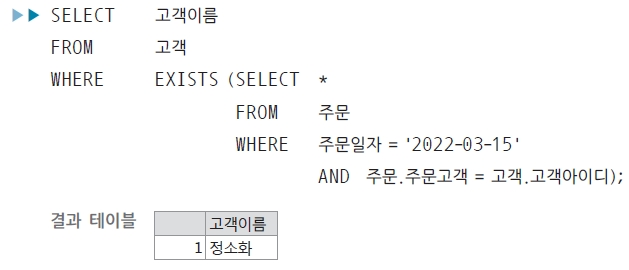 ▶▶ SELECT 고객이름
FROM 고객
WHERE EXISTS (SELECT *
FROM 주문
WHERE 주문일자 = '2022-03-15'
AND 주문.주문고객 = 고객.고객아이디);
결과 테이블
고객이름
1 정소화